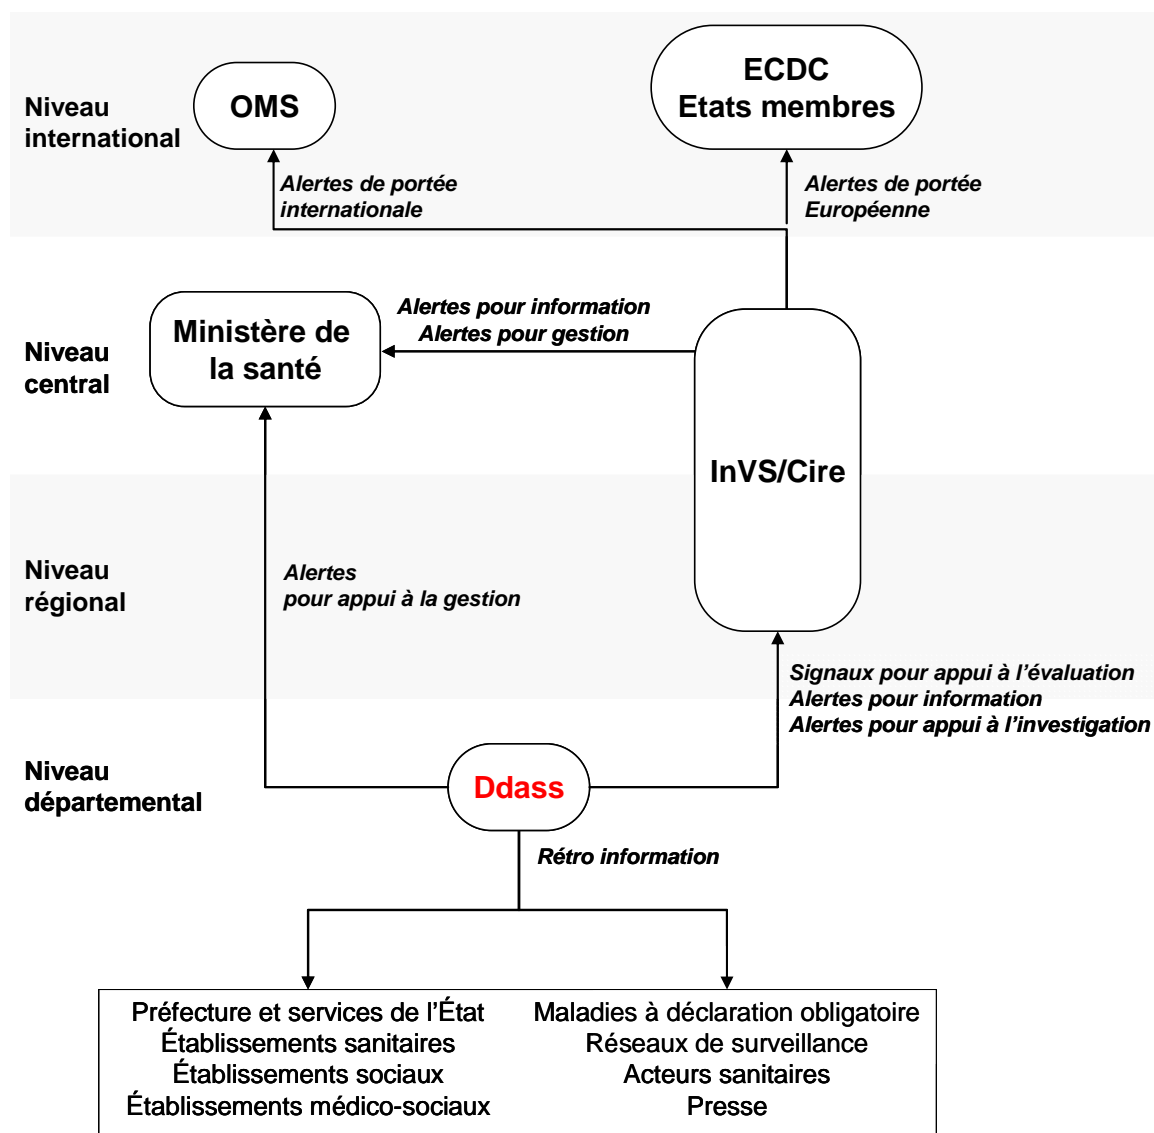 Niveau
international
OMS
ECDC
Etats membres
Alertes de portée
internationale
Alertes de portée
Européenne
Niveau
central
Ministère de
la santé
Alertes pour information
Alertes pour gestion
InVS/Cire
Niveau
régional
Alertes
pour appui à la gestion
Signaux pour appui à l’évaluation
Alertes pour information
Alertes pour appui à l’investigation
Niveau
départemental
Ddass
Rétro information
Préfecture et services de l’État
Établissements sanitaires
Établissements sociaux
Établissements médico-sociaux
Maladies à déclaration obligatoire
Réseaux de surveillance
Acteurs sanitaires
Presse